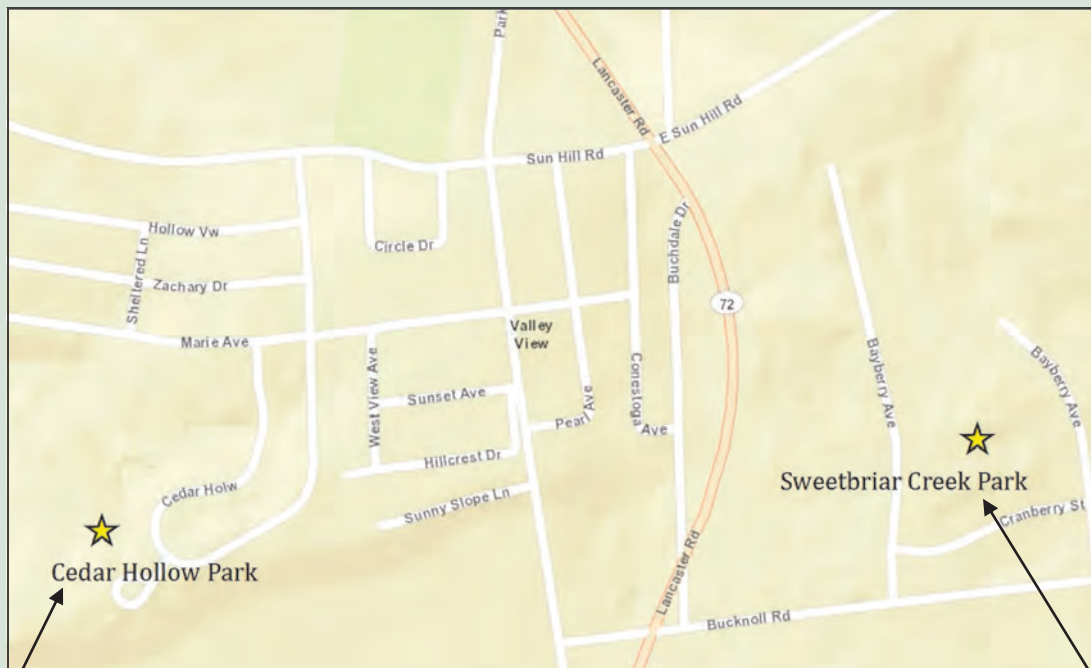 Park
Lancaster Rd
E Sun Hill Rd
Sun Hill Rd
Hollow Vw
Circle Dr
Sheltered Ln
Zachary Dr
Buchdale Dr
72
Valley
View
Marie Ave
West View Ave
Conestoga Ave
Bayberry Ave
Bayberry Ave
Sunset Ave
Pearl Ave
Hillcrest Dr
Sweetbriar Creek Park
Cedar Holw
Sunny Slope Ln
Cranberry St
Cedar Hollow Park
Lancaster Rd
Bucknoll Rd